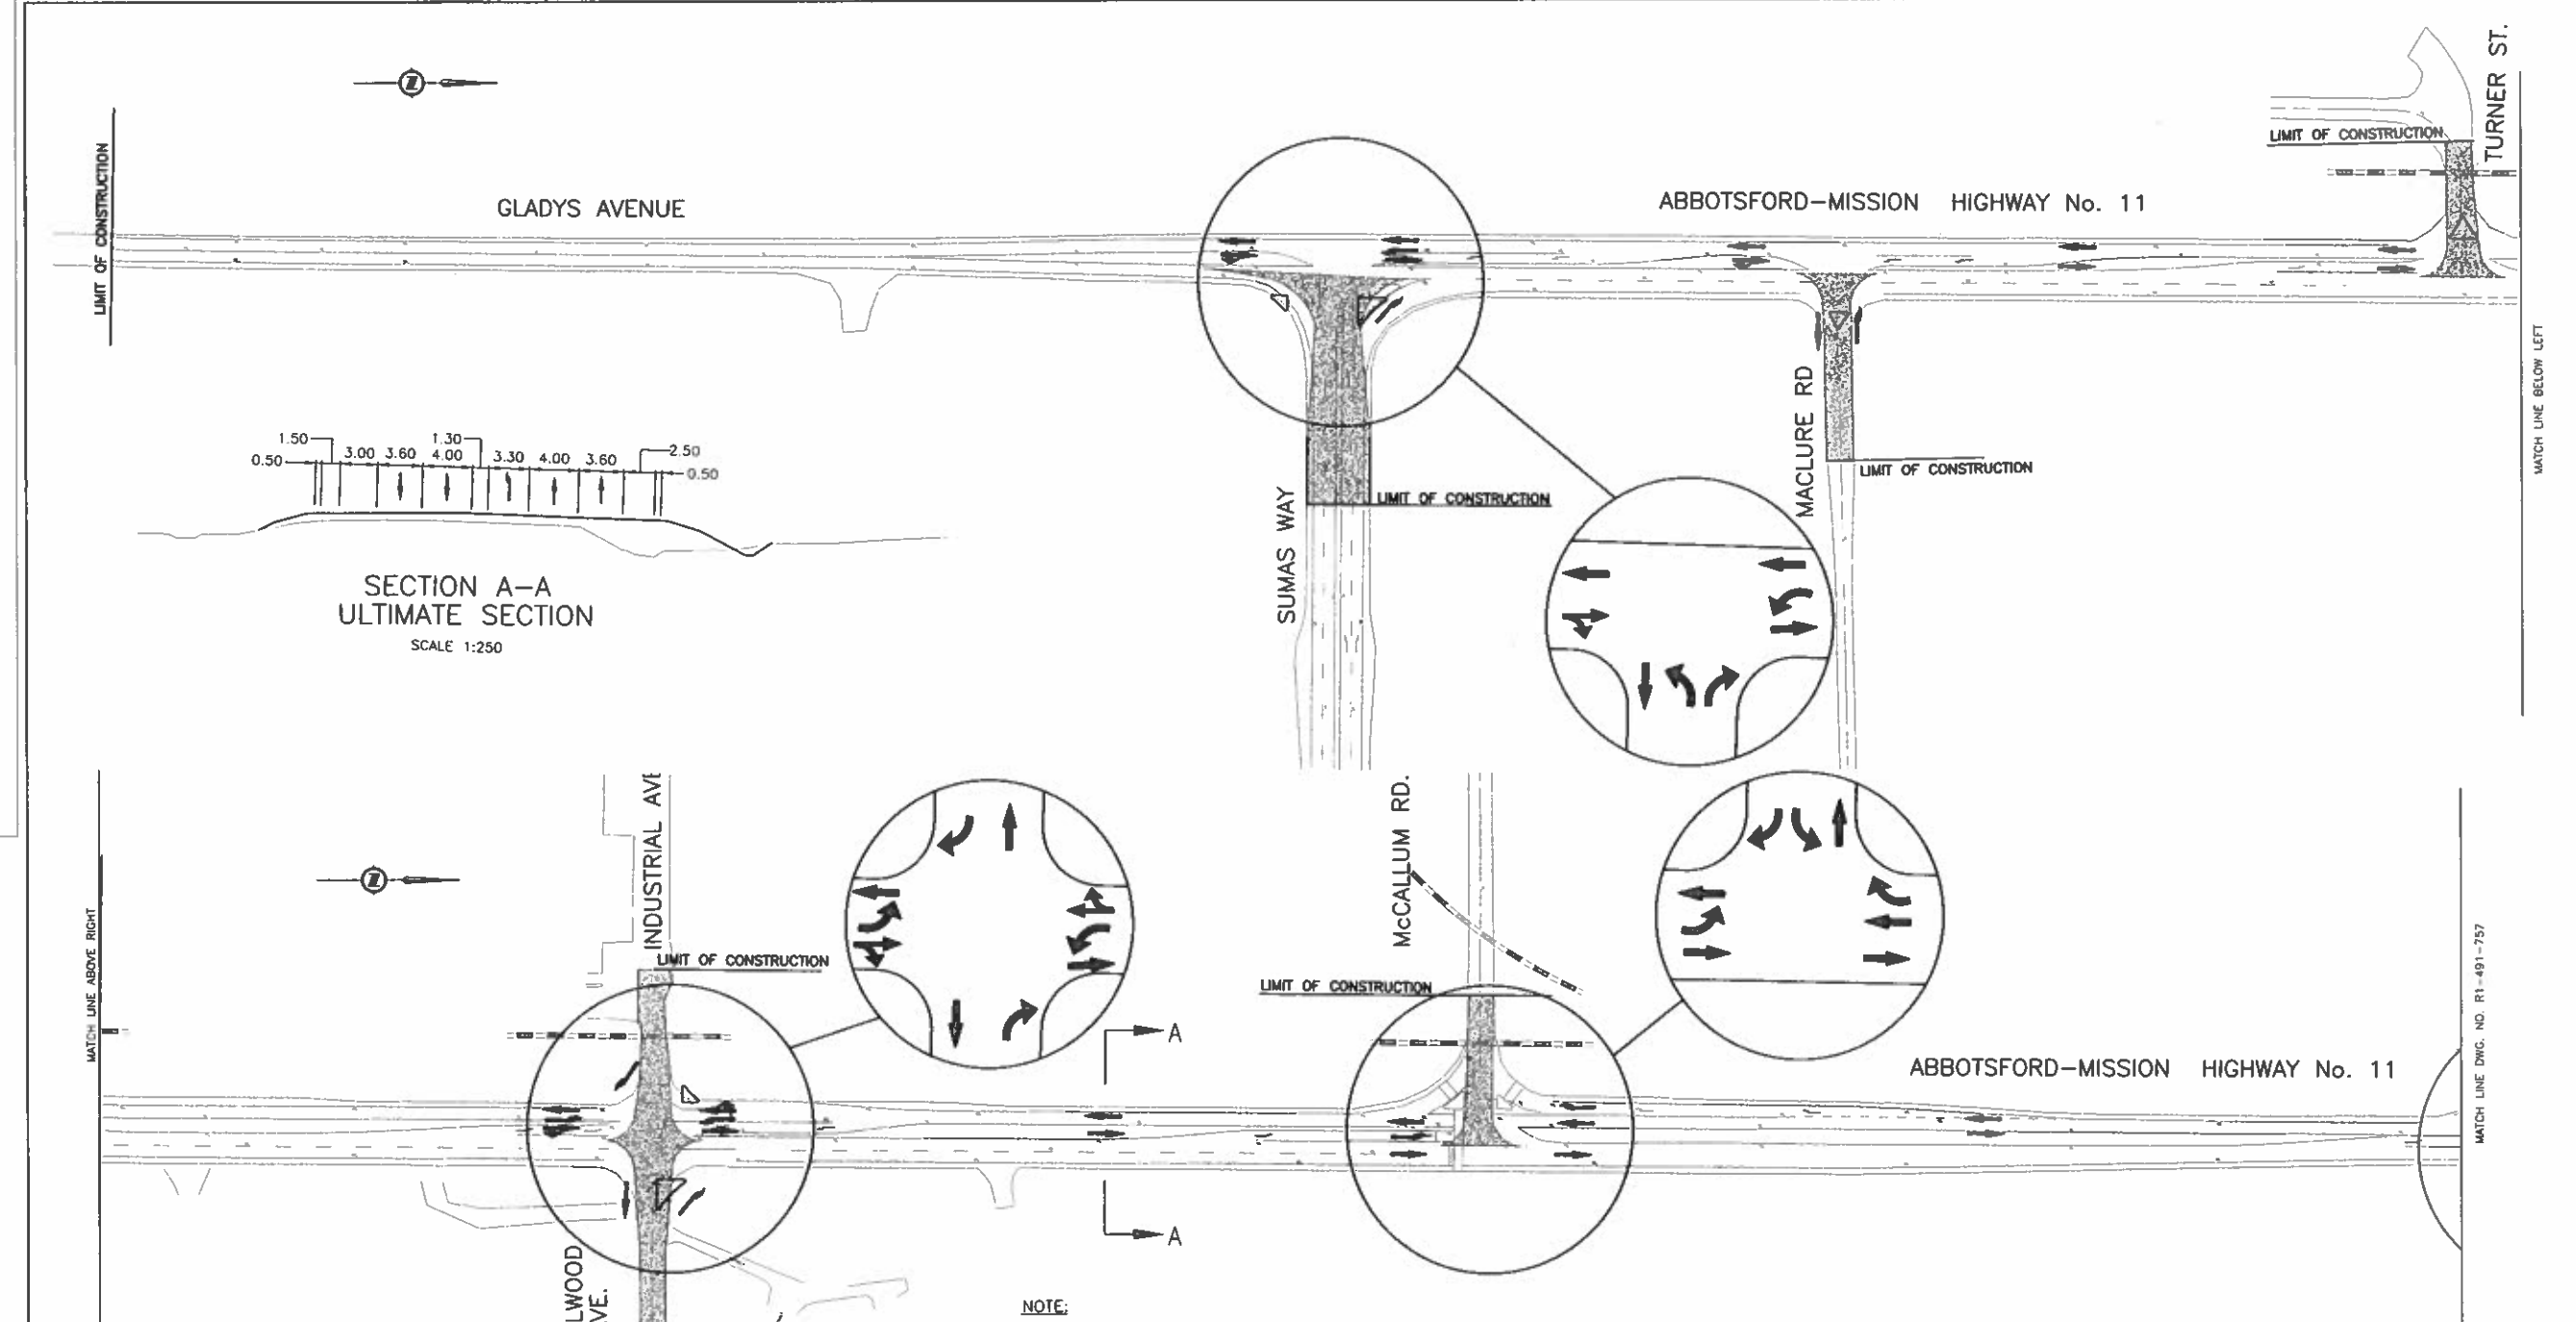 TURNER ST.
LIMIT OF CONSTRUCTION
LIMIT OF CONSTRUCTION
GLADYS AVENUE
ABBOTSFORD-MISSION HIGHWAY No. 11
MATCH LINE BELOW LEFT
MACLURE RD
LIMIT OF CONSTRUCTION
SUMAS WAY
LIMIT OF CONSTRUCTION
1.50
1.30
2.50
0.50
3.00
3.60
4.00
3.30
4.00
3.60
0.50
SECTION A-A
ULTIMATE SECTION
SCALE 1:250
INDUSTRIAL AVE
McCALLUM RD.
MATCH LINE ABOVE RIGHT
LIMIT OF CONSTRUCTION
LIMIT OF CONSTRUCTION
MATCH LINE DWG. NO. R1-491-757
A
ABBOTSFORD-MISSION HIGHWAY No. 11
A
LWOOD
VE.
NOTE: